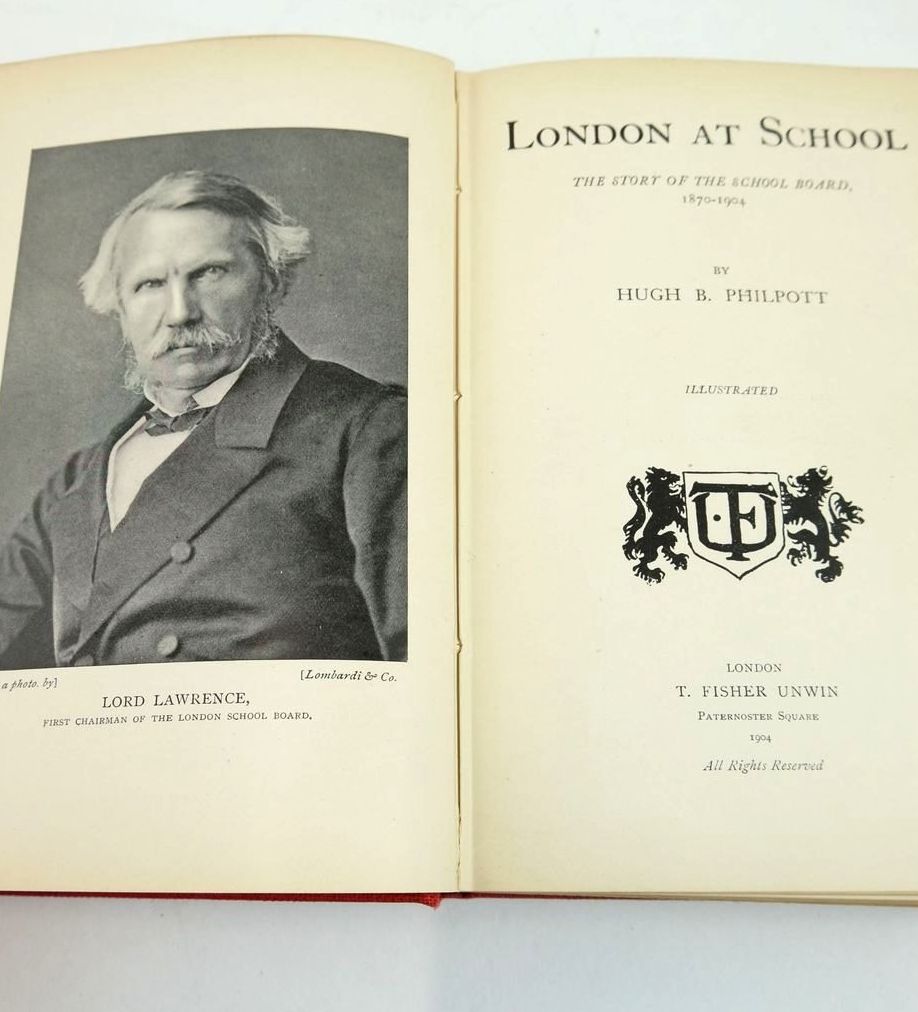 a photo. by]
[Lombardi & Co.
LORD LAWRENCE,
FIRST CHAIRMAN OF THE LONDON SCHOOL BOARD.
LONDON AT SCHOOL
THE STORY OF THE SCHOOL BOARD,
1870-1904
BY
HUGH B. PHILPOTT
ILLUSTRATED
TFU
LONDON
T. FISHER UNWIN
PATERNOSTER SQUARE
1904
All Rights Reserved